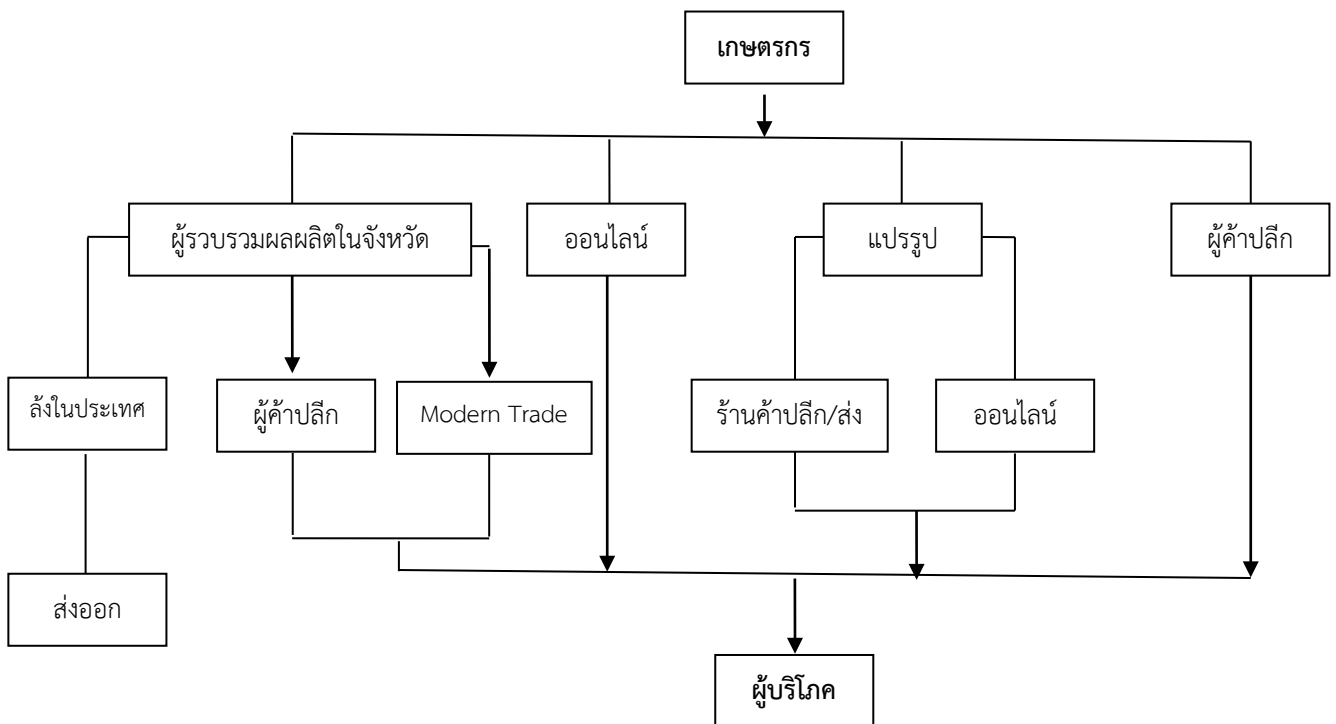 เกษตรกร
ผู้รวบรวมผลผลิตในจังหวัด
ออนไลน์
แปรรูป
ผู้ค้าปลีก
ล้งในประเทศ
ผู้ค้าปลีก
Modern Trade
ร้านค้าปลีก/ส่ง
ออนไลน์
ส่งออก
ผู้บริโภค